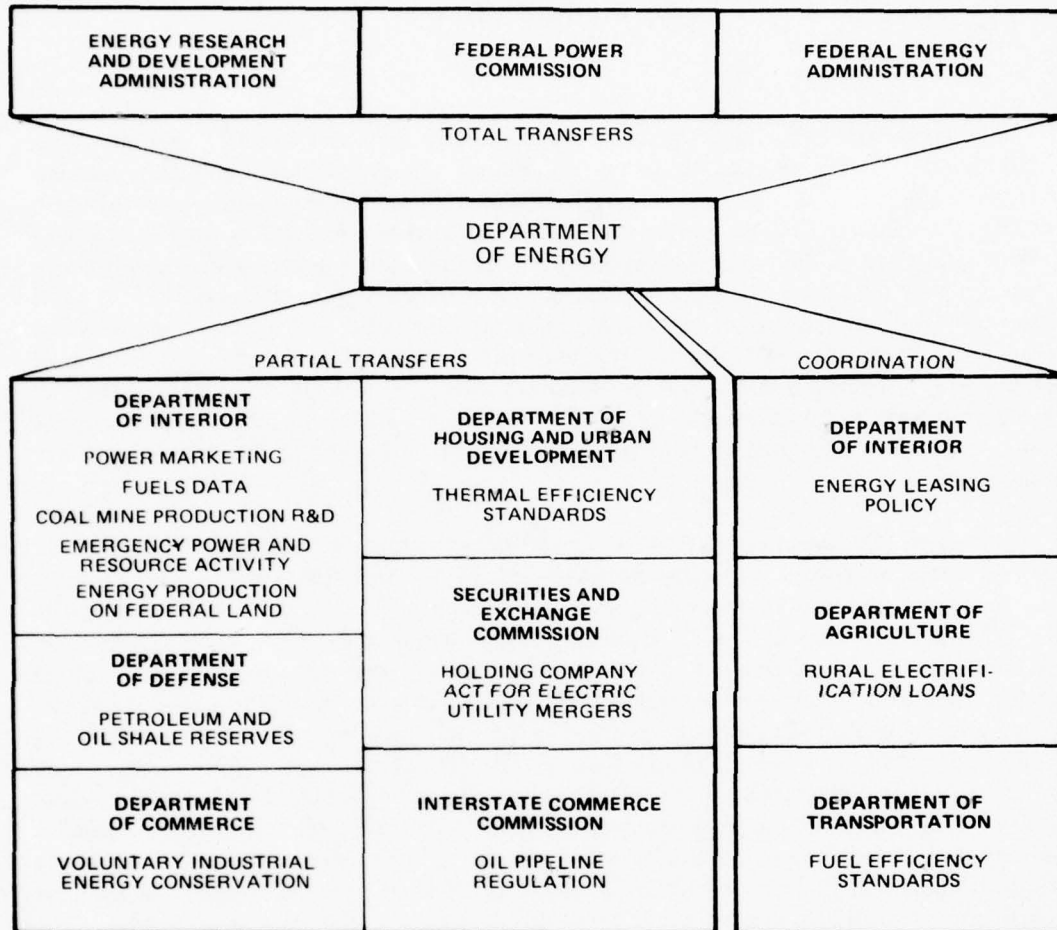 ENERGY RESEARCH
AND DEVELOPMENT
ADMINISTRATION
FEDERAL POWER
COMMISSION
FEDERAL ENERGY
ADMINISTRATION
TOTAL TRANSFERS
DEPARTMENT
OF ENERGY
PARTIAL TRANSFERS
COORDINATION
DEPARTMENT
OF INTERIOR
POWER MARKETING
FUELS DATA
COAL MINE PRODUCTION R&D
EMERGENCY POWER AND
RESOURCE ACTIVITY
ENERGY PRODUCTION
ON FEDERAL LAND
DEPARTMENT
OF DEFENSE
PETROLEUM AND
OIL SHALE RESERVES
DEPARTMENT
OF COMMERCE
VOLUNTARY INDUSTRIAL
ENERGY CONSERVATION
DEPARTMENT OF
HOUSING AND URBAN
DEVELOPMENT
THERMAL EFFICIENCY
STANDARDS
SECURITIES AND
EXCHANGE
COMMISSION
HOLDING COMPANY
ACT FOR ELECTRIC
UTILITY MERGERS
INTERSTATE COMMERCE
COMMISSION
OIL PIPELINE
REGULATION
DEPARTMENT
OF INTERIOR
ENERGY LEASING
POLICY
DEPARTMENT OF
AGRICULTURE
RURAL ELECTRIFI-
ICATION LOANS
DEPARTMENT OF
TRANSPORTATION
FUEL EFFICIENCY
STANDARDS